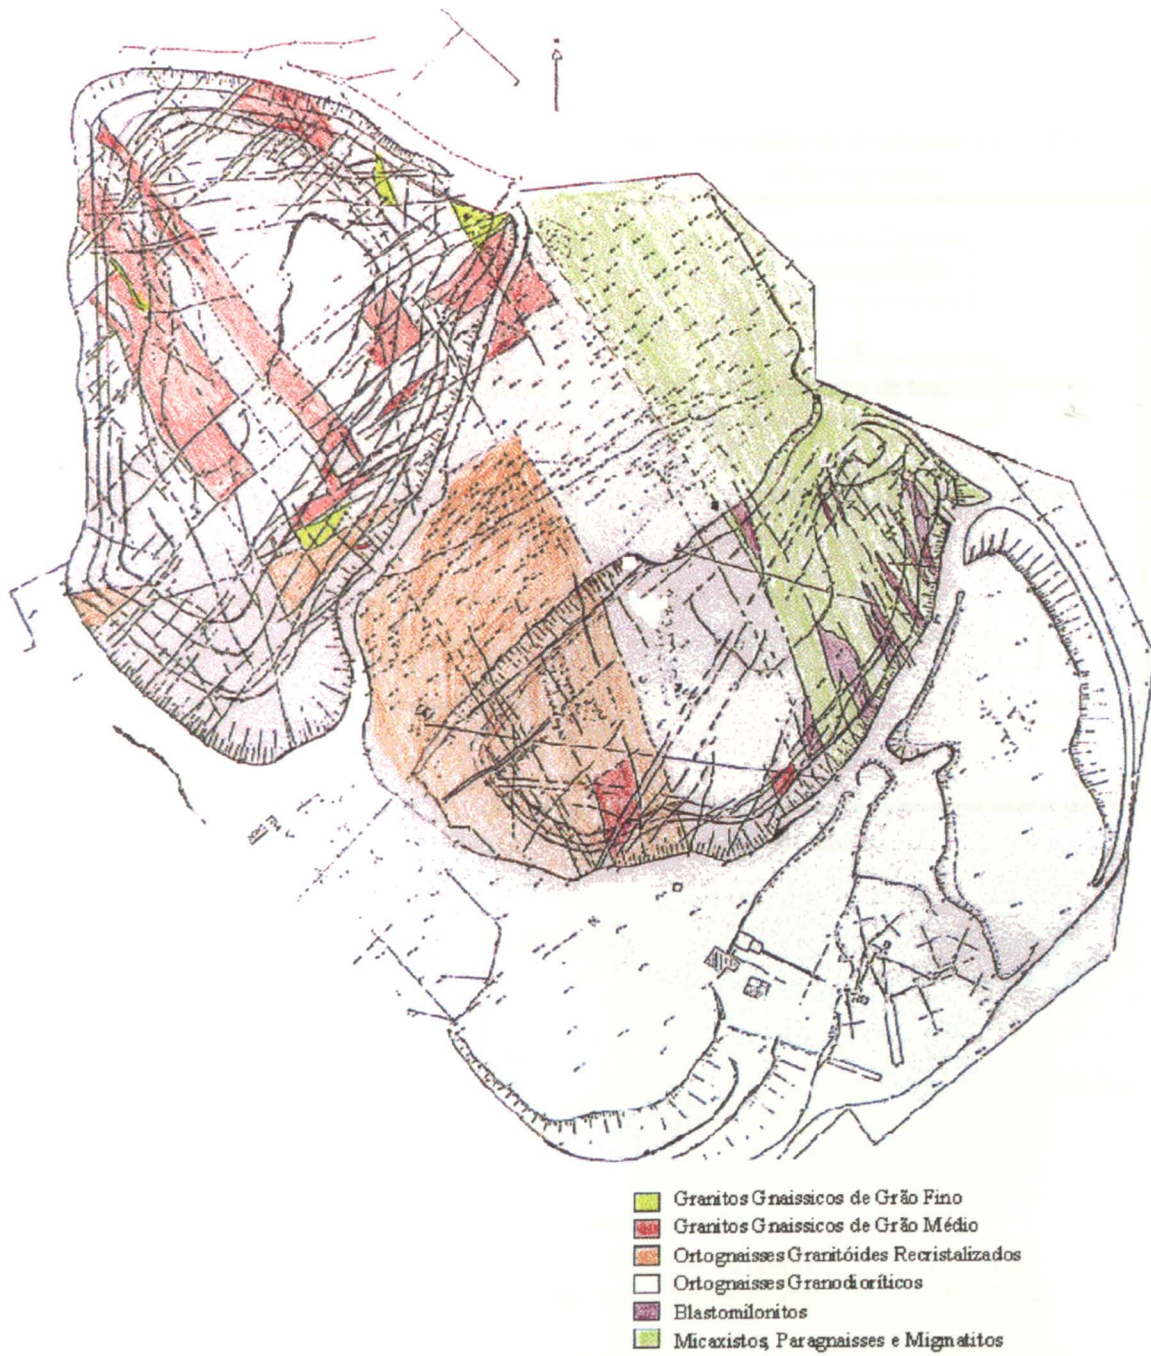 Granitos Gnaissicos de Grão Fino
Granitos Gnaissicos de Grão Médio
Ortognaisses Granitóides Recristalizados
Ortognaisses Granodioríticos
Blastomilonitos
Micaxistos, Paragnaisses e Migmatitos